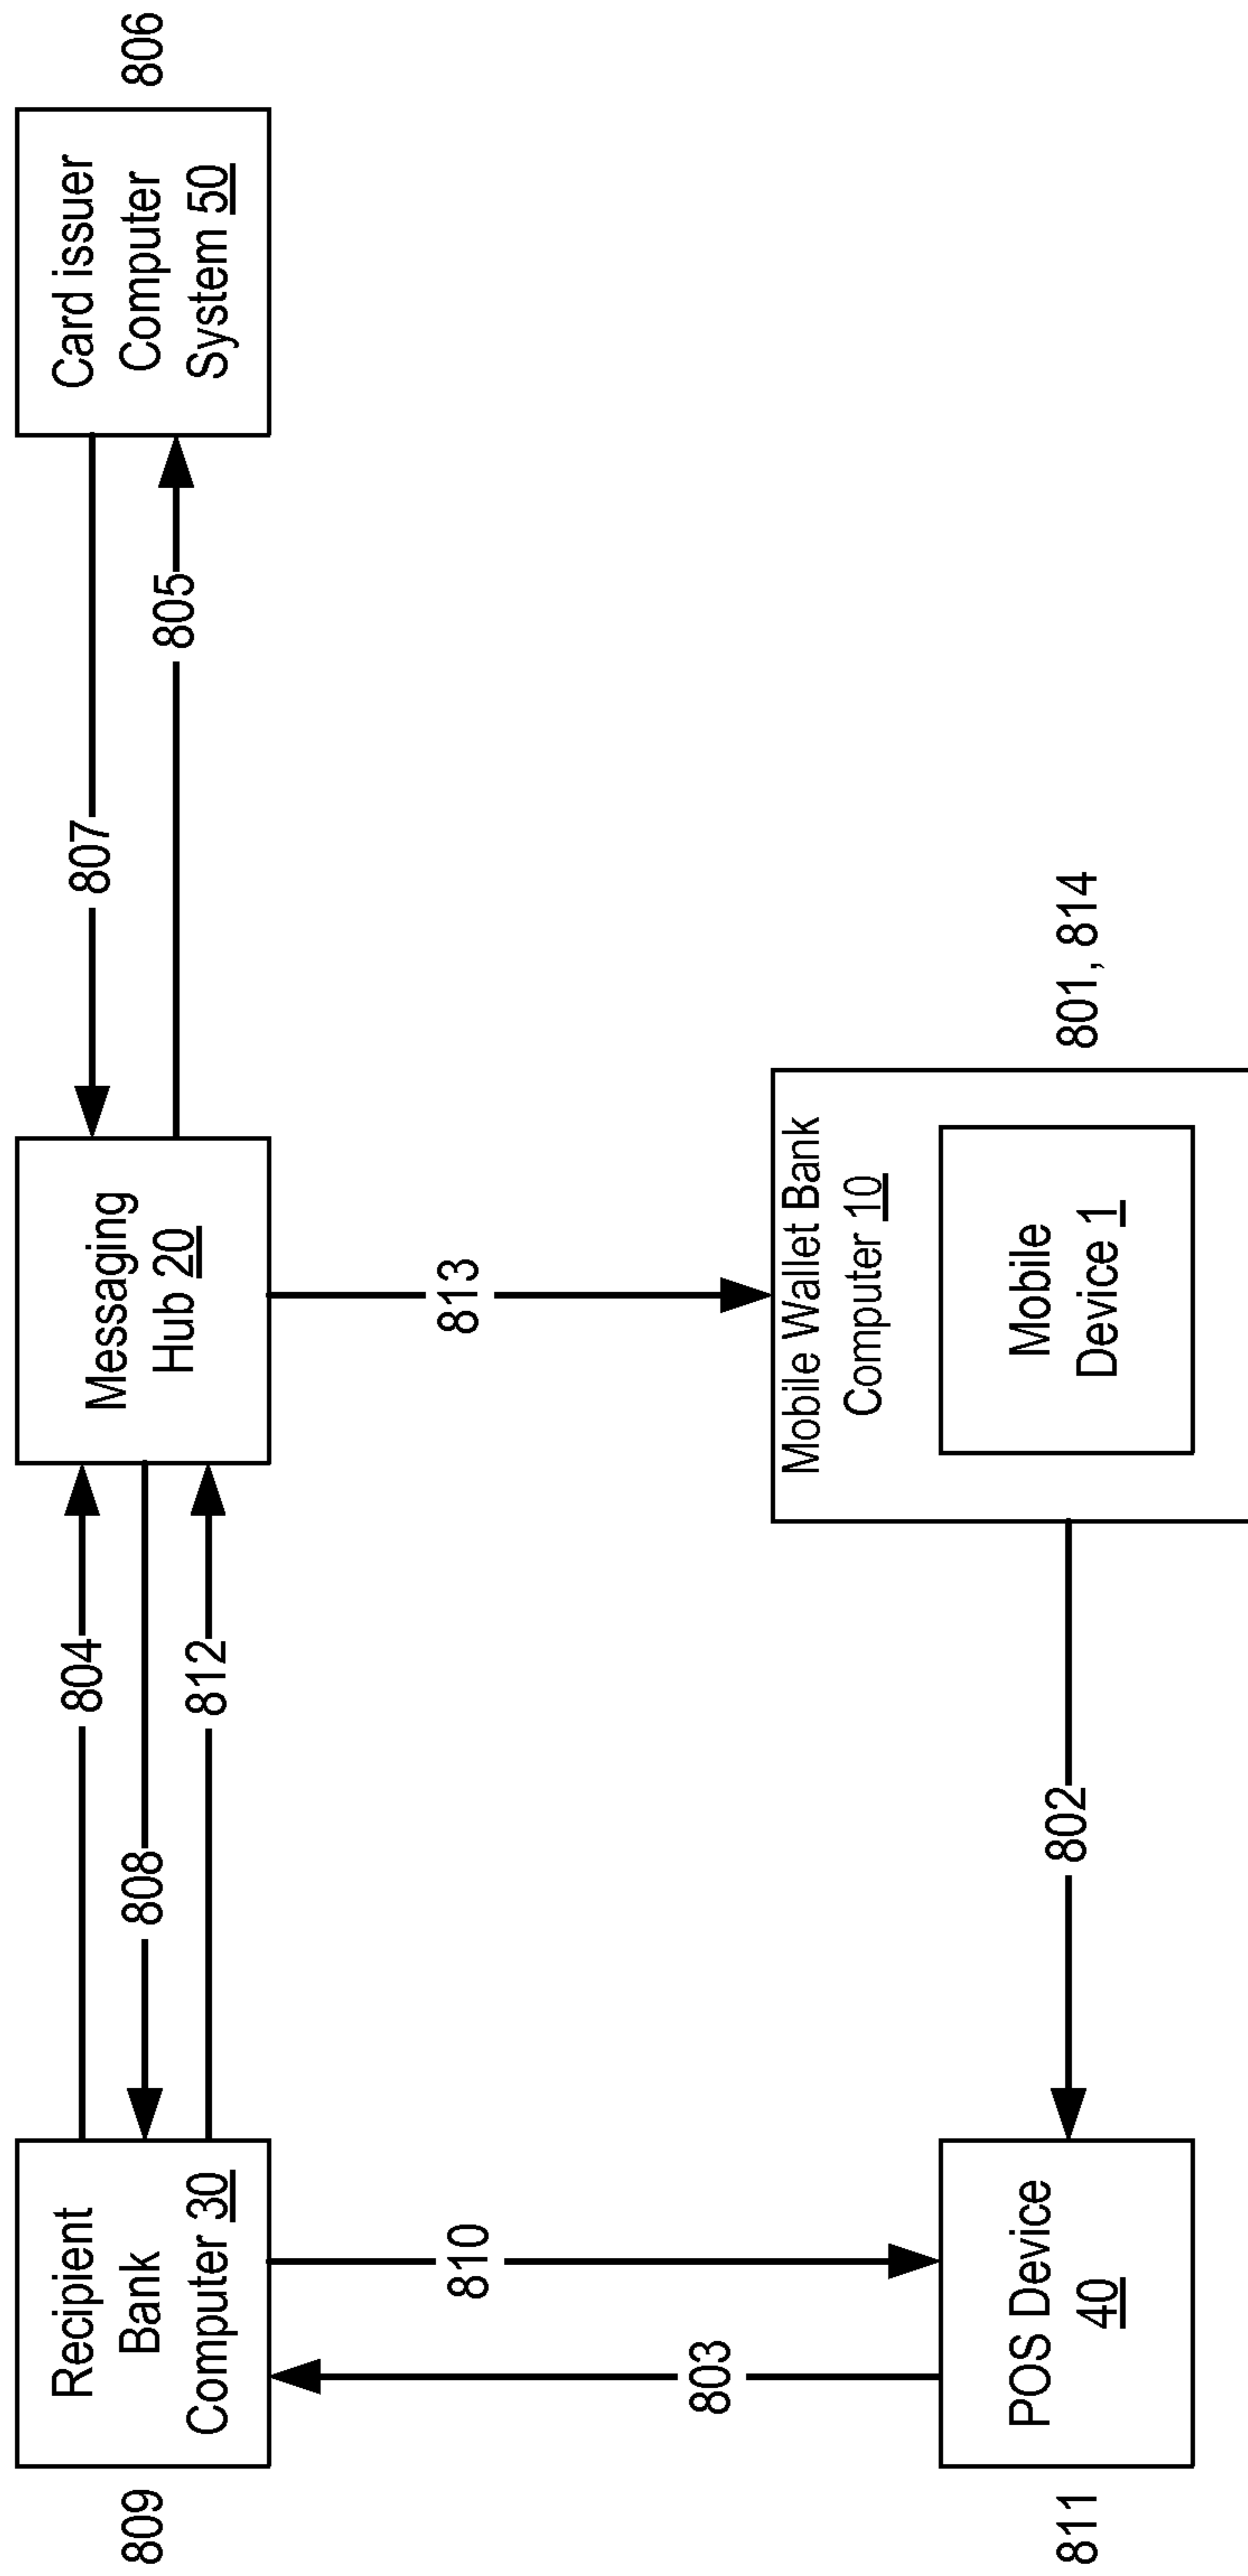 Recipient
Bank
Computer 30
809
804
808
812
Messaging
Hub 20
807
805
Card issuer
Computer
System 50
806
810
803
813
POS Device
40
811
802
Mobile Wallet Bank
Computer 10
Mobile
Device 1
801, 814